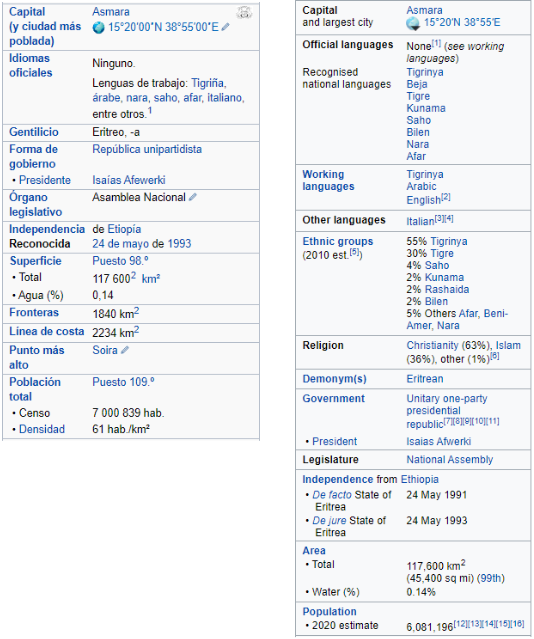 Capital
(y ciudad más
poblada)
Asmara
15°20′00″N 38°55′00″E
Idiomas
oficiales
Ninguno.
Lenguas de trabajo: Tigriña,
árabe, nara, saho, afar, italiano,
entre otros.1
Gentilicio
Eritreo, -a
Forma de
gobierno
República unipartidista
• Presidente
Isaías Afewerki
Órgano
legislativo
Asamblea Nacional
Independencia
Reconocida
de Etiopía
24 de mayo de 1993
Superficie
Puesto 98.º
• Total
117 6002 km²
• Agua (%)
0,14
Fronteras
1840 km2
Línea de costa
2234 km2
Punto más
alto
Soira
Población
total
Puesto 109.º
• Censo
7 000 839 hab.
• Densidad
61 hab./km²
Capital
and largest city
Asmara
15°20′N 38°55′E
Official languages
None[1] (see working
languages)
Recognised
national languages
Tigrinya
Beja
Tigre
Kunama
Saho
Bilen
Nara
Afar
Working
languages
Tigrinya
Arabic
English[2]
Other languages
Italian[3][4]
Ethnic groups
(2010 est.[5])
55% Tigrinya
30% Tigre
4% Saho
2% Kunama
2% Rashaida
2% Bilen
5% Others Afar, Beni-
Amer, Nara
Religion
Christianity (63%), Islam
(36%), other (1%)[6]
Demonym(s)
Eritrean
Government
Unitary one-party
presidential
republic[7][8][9][10][11]
• President
Isaias Afwerki
Legislature
National Assembly
Independence from Ethiopia
• De facto State of
Eritrea
24 May 1991
• De jure State of
Eritrea
24 May 1993
Area
• Total
117,600 km2
(45,400 sq mi) (99th)
• Water (%)
0.14%
Population
• 2020 estimate
6,081,196[12][13][14][15][16]